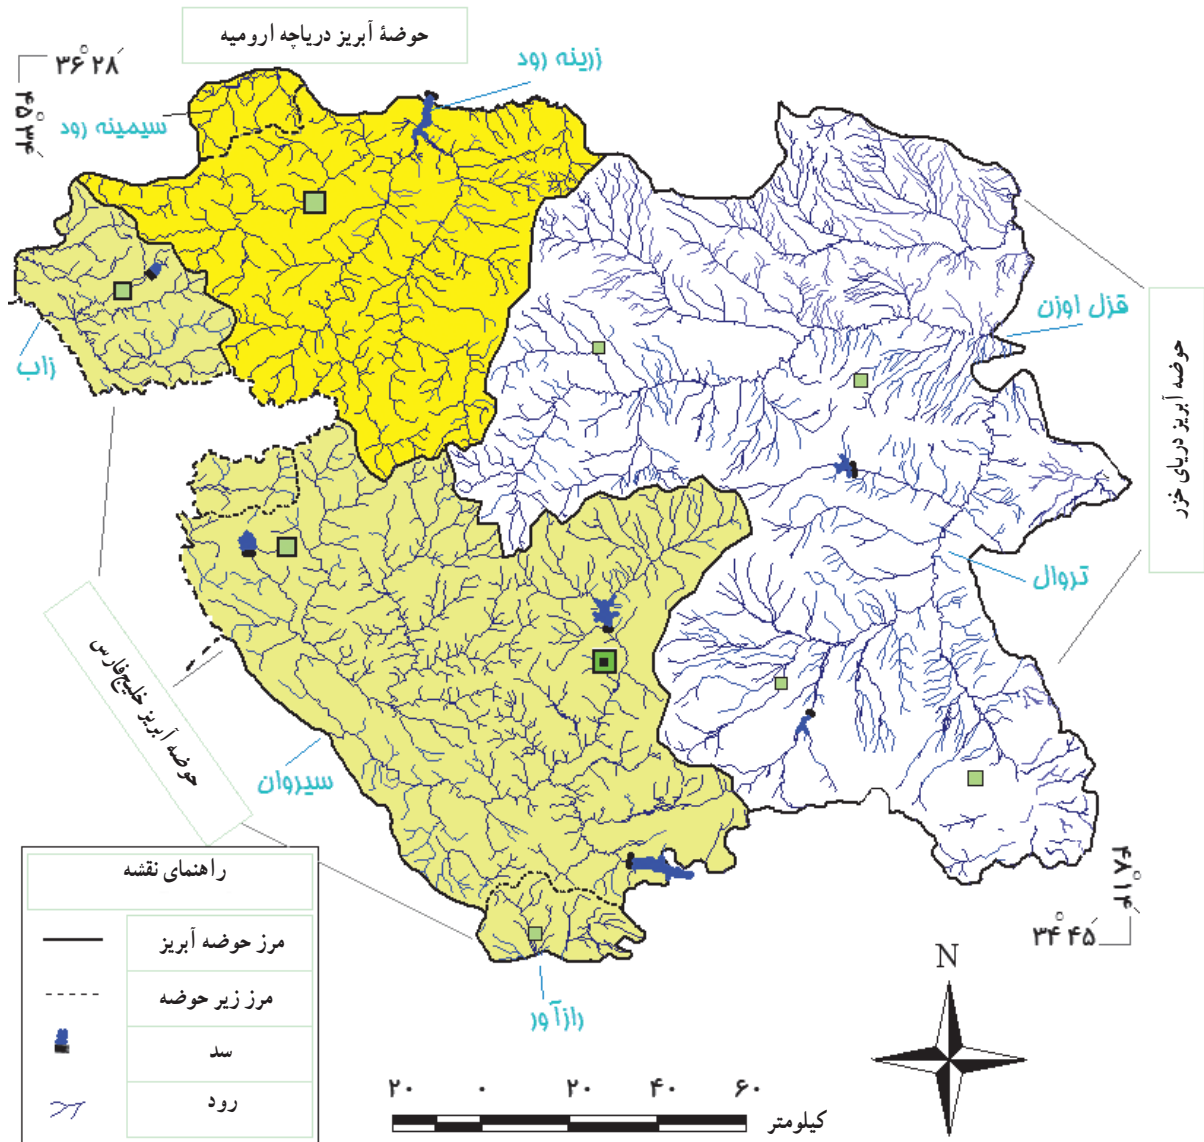 حوضهٔ آبریز دریاچه ارومیه
۳۶° ۲۸′
۴۵° ۳۴′
زرینه رود
سیمینه رود
زاب
قزل اوزن
حوضه آبریز دریای خزر
تروال
حوضه آبریز خلیج‌فارس
سیروان
رازآور
۴۸° ۱۴′
۳۴° ۴۵′
راهنمای نقشه
مرز حوضه آبریز
مرز زیر حوضه
سد
رود
N
۲۰ ۰ ۲۰ ۴۰ ۶۰
کیلومتر